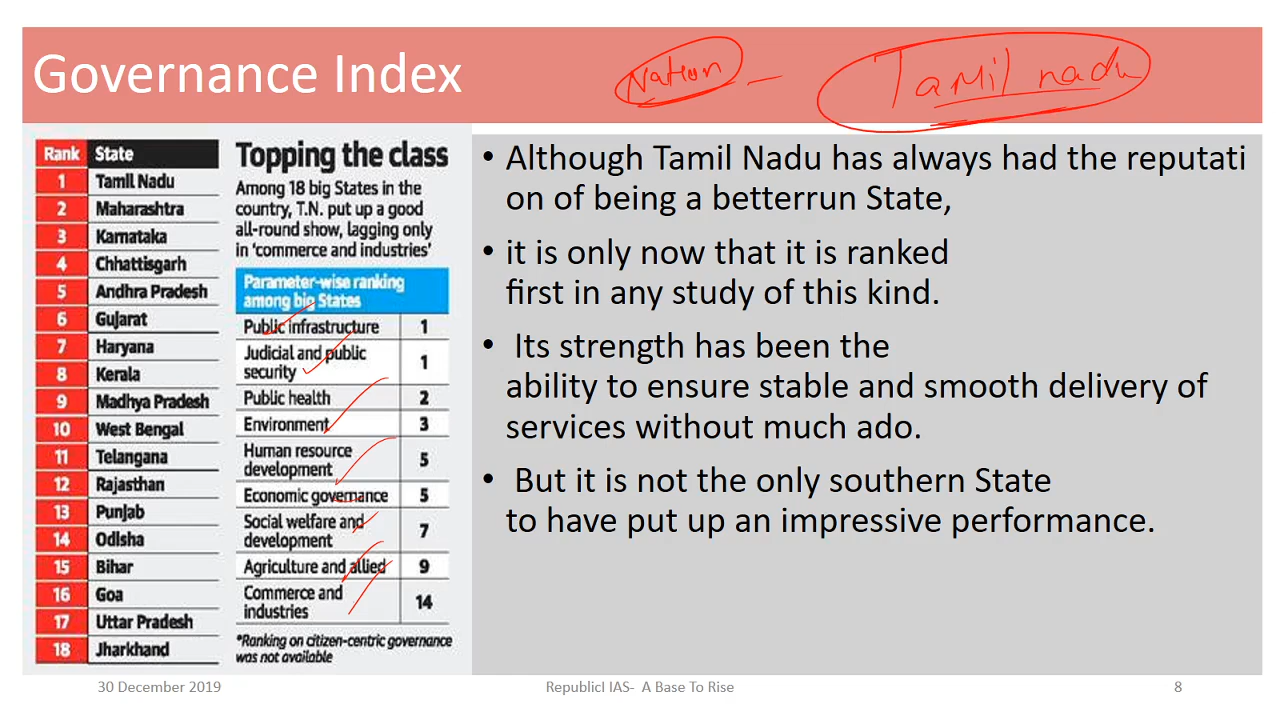 Governance Index
Nation
Tamil nadu
Rank State
1 Tamil Nadu
2 Maharashtra
3 Karnataka
4 Chhattisgarh
5 Andhra Pradesh
6 Gujarat
7 Haryana
8 Kerala
9 Madhya Pradesh
10 West Bengal
11 Telangana
12 Rajasthan
13 Punjab
14 Odisha
15 Bihar
16 Goa
17 Uttar Pradesh
18 Jharkhand
Topping the class
Among 18 big States in the
country, T.N. put up a good
all-round show, lagging only
in ‘commerce and industries’
Parameter-wise ranking
among big States
Public infrastructure 1
Judicial and public
security 1
Public health 2
Environment 3
Human resource
development 5
Economic governance 5
Social welfare and
development 7
Agriculture and allied 9
Commerce and
industries 14
*Ranking on citizen-centric governance
was not available
• Although Tamil Nadu has always had the reputati
on of being a betterrun State,
• it is only now that it is ranked
first in any study of this kind.
• Its strength has been the
ability to ensure stable and smooth delivery of
services without much ado.
• But it is not the only southern State
to have put up an impressive performance.
30 December 2019
RepublicI IAS- A Base To Rise
8